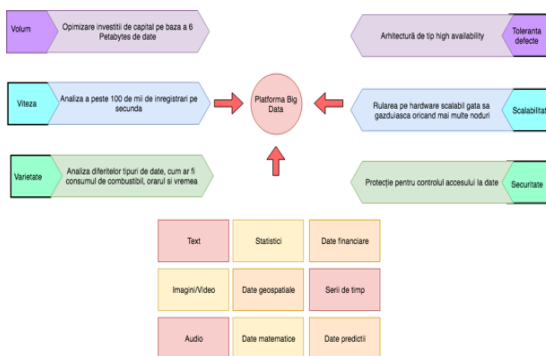 Volum
Opimizare investitii de capital pe baza a 6
Petabytes de date
Arhitectură de tip high availability
Toleranta
defecte
Viteza
Analiza a peste 100 de mii de inregistrari pe
secunda
Platforma Big
Data
Rularea pe hardware scalabil gata sa
gazduiasca oricand mai multe noduri
Scalabilitat
Varietate
Analiza diferitelor tipuri de date, cum ar fi
consumul de combustibil, orarul si vremea
Protecție pentru controlul accesului la date
Securitate
Text
Statistici
Date financiare
Imagini/Video
Date geospatiale
Serii de timp
Audio
Date matematice
Date predictii